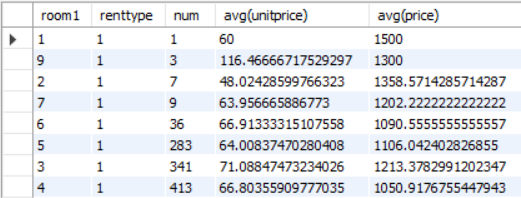 room1 renttype num avg(unitprice) avg(price)
1 1 1 60 1500
9 1 3 116.46666717529297 1300
2 1 7 48.02428599766323 1358.5714285714287
7 1 9 63.956665886773 1202.2222222222222
6 1 36 66.91333315107558 1090.5555555555557
5 1 283 64.00837470280408 1106.042402826855
3 1 341 71.08847473234026 1213.3782991202347
4 1 413 66.80355909777035 1050.9176755447943